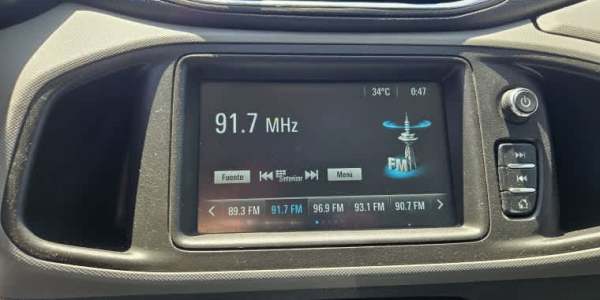 34°C 0:47
91.7 MHz
FM
Fuente Sintonizar Menú
89.3 FM 91.7 FM 96.9 FM 93.1 FM 90.7 FM